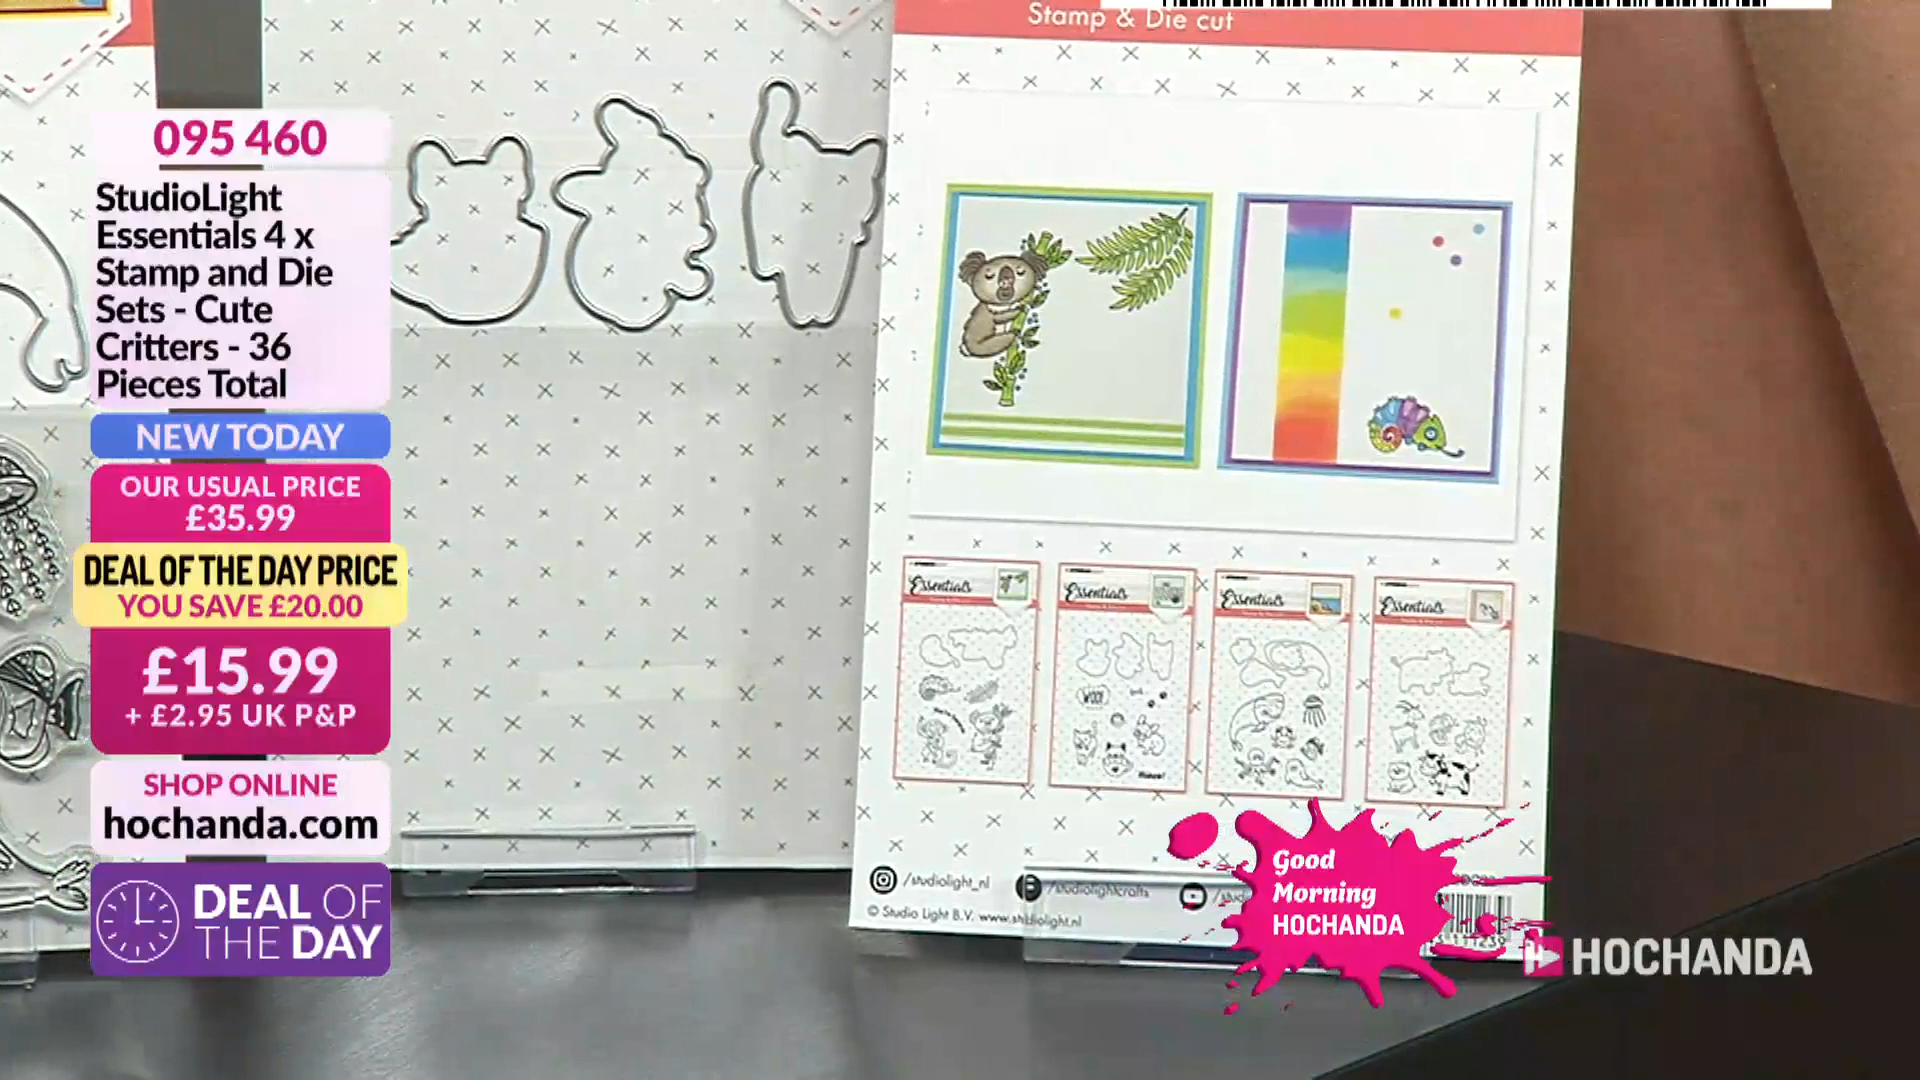 Stamp & Die cut
095 460
StudioLight
Essentials 4 x
Stamp and Die
Sets - Cute
Critters - 36
Pieces Total
NEW TODAY
OUR USUAL PRICE
£35.99
DEAL OF THE DAY PRICE
YOU SAVE £20.00
£15.99
+ £2.95 UK P&P
SHOP ONLINE
hochanda.com
DEAL OF
THE DAY
Essentials
Essentials
Essentials
Essentials
WOOF
/studiolight_nl
/studiolightcrafts
© Studio Light B.V. www.studiolight.nl
Good
Morning
HOCHANDA
HOCHANDA